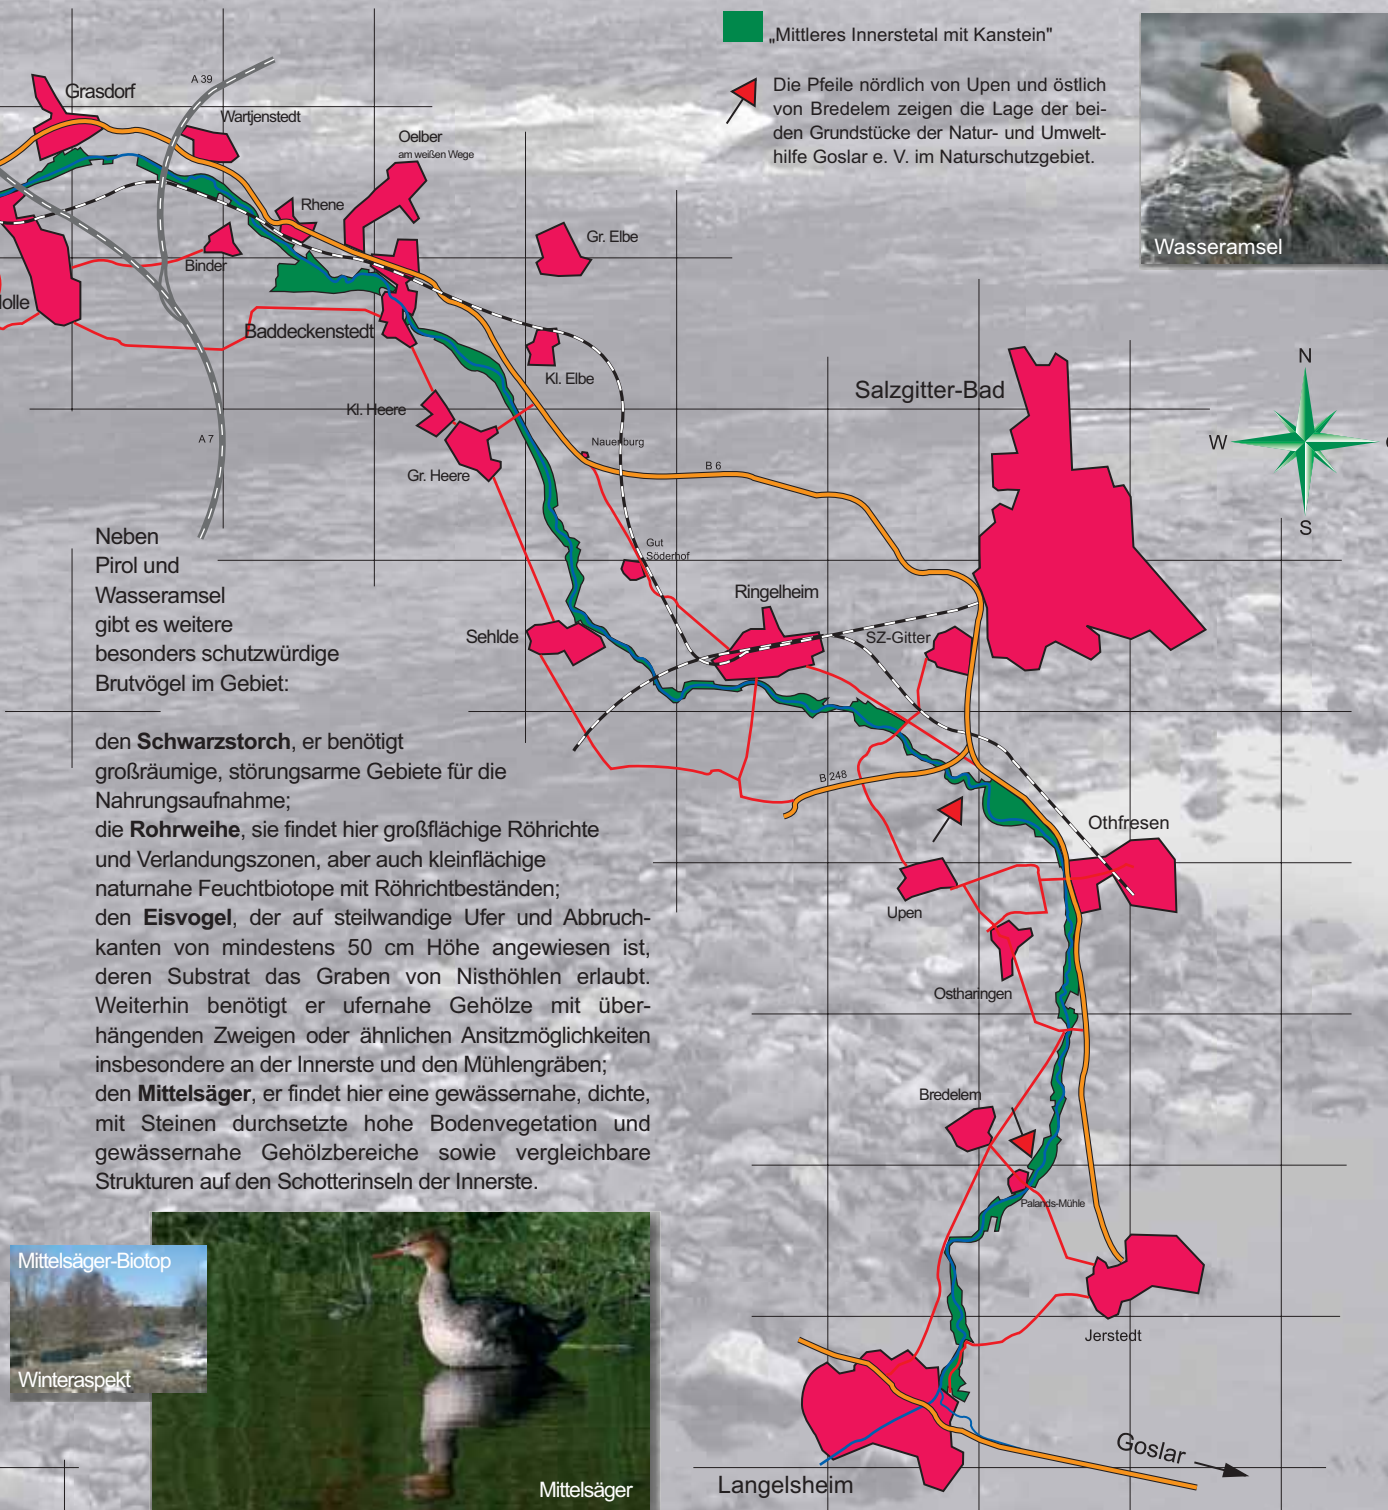 „Mittleres Innerstetal mit Kanstein"
Die Pfeile nördlich von Upen und östlich
von Bredelem zeigen die Lage der bei-
den Grundstücke der Natur- und Umwelt-
hilfe Goslar e. V. im Naturschutzgebiet.
Wasseramsel
A 39
Grasdorf
Wartjenstedt
Oelber
am weißen Wege
Rhene
Gr. Elbe
Binder
Baddeckenstedt
Kl. Elbe
Kl. Heere
Salzgitter-Bad
N
W
S
A 7
Nauenburg
Gr. Heere
B 6
Gut
Söderhof
Ringelheim
Sehlde
SZ-Gitter
B 248
Othfresen
Upen
Ostharingen
Bredelem
Palands-Mühle
Jerstedt
Langelsheim
Goslar
Neben
Pirol und
Wasseramsel
gibt es weitere
besonders schutzwürdige
Brutvögel im Gebiet:
den Schwarzstorch, er benötigt
großräumige, störungsarme Gebiete für die
Nahrungsaufnahme;
die Rohrweihe, sie findet hier großflächige Röhrichte
und Verlandungszonen, aber auch kleinflächige
naturnahe Feuchtbiotope mit Röhrichtbeständen;
den Eisvogel, der auf steilwandige Ufer und Abbruch-
kanten von mindestens 50 cm Höhe angewiesen ist,
deren Substrat das Graben von Nisthöhlen erlaubt.
Weiterhin benötigt er ufernahe Gehölze mit über-
hängenden Zweigen oder ähnlichen Ansitzmöglichkeiten
insbesondere an der Innerste und den Mühlengräben;
den Mittelsäger, er findet hier eine gewässernahe, dichte,
mit Steinen durchsetzte hohe Bodenvegetation und
gewässernahe Gehölzbereiche sowie vergleichbare
Strukturen auf den Schotterinseln der Innerste.
Mittelsäger-Biotop
Winteraspekt
Mittelsäger